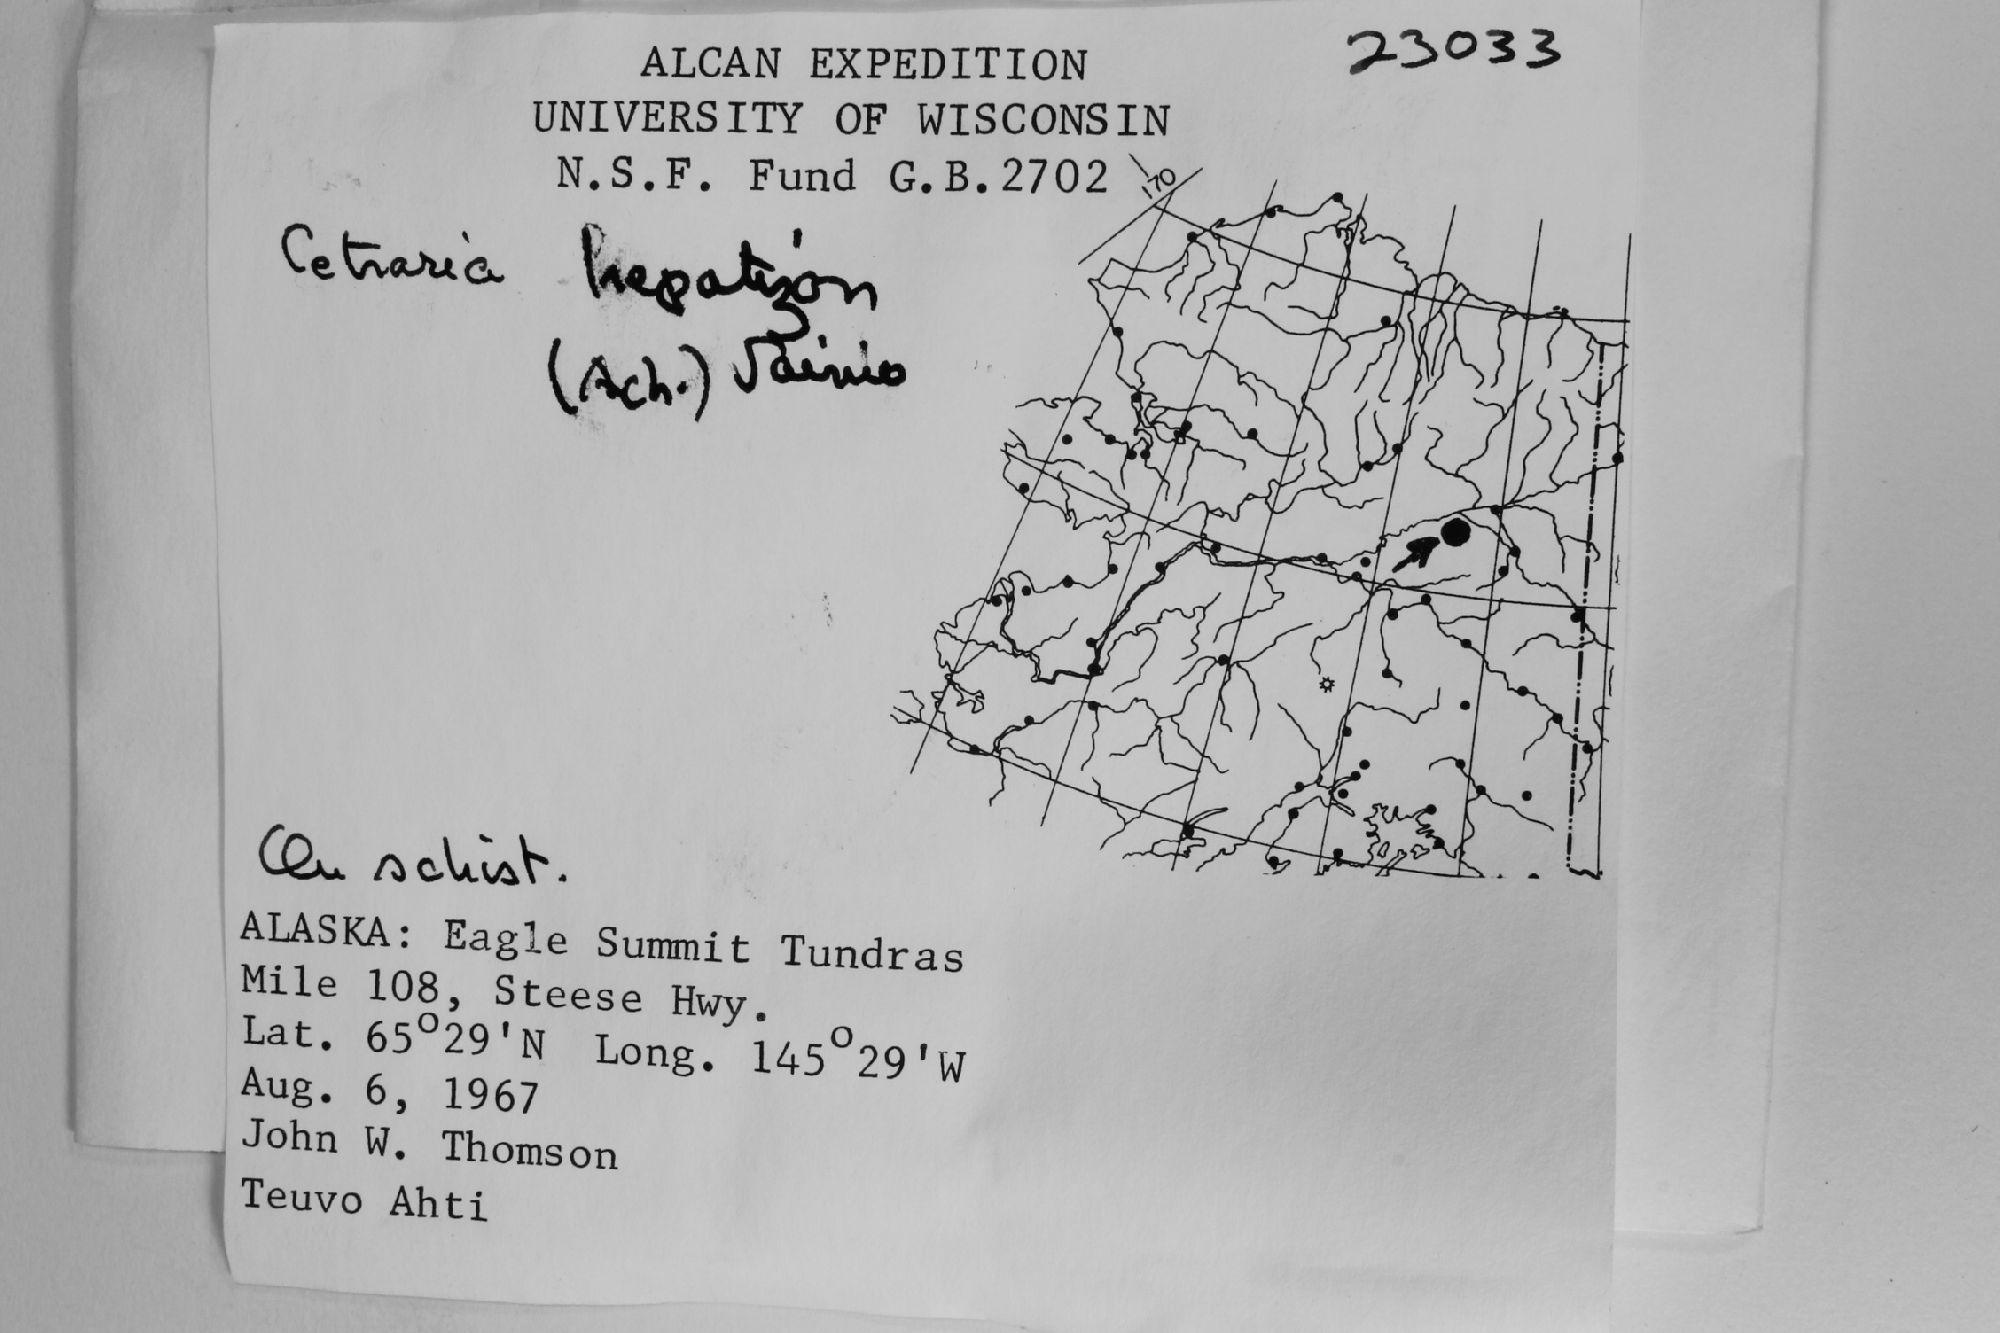 23033
ALCAN EXPEDITION
UNIVERSITY OF WISCONSIN
N.S.F. Fund G.B.2702
170
Cetraria hepatizon
(Ach.) Vainio
On schist.
ALASKA: Eagle Summit Tundras
Mile 108, Steese Hwy.
Lat. 65°29'N Long. 145°29'W
Aug. 6, 1967
John W. Thomson
Teuvo Ahti